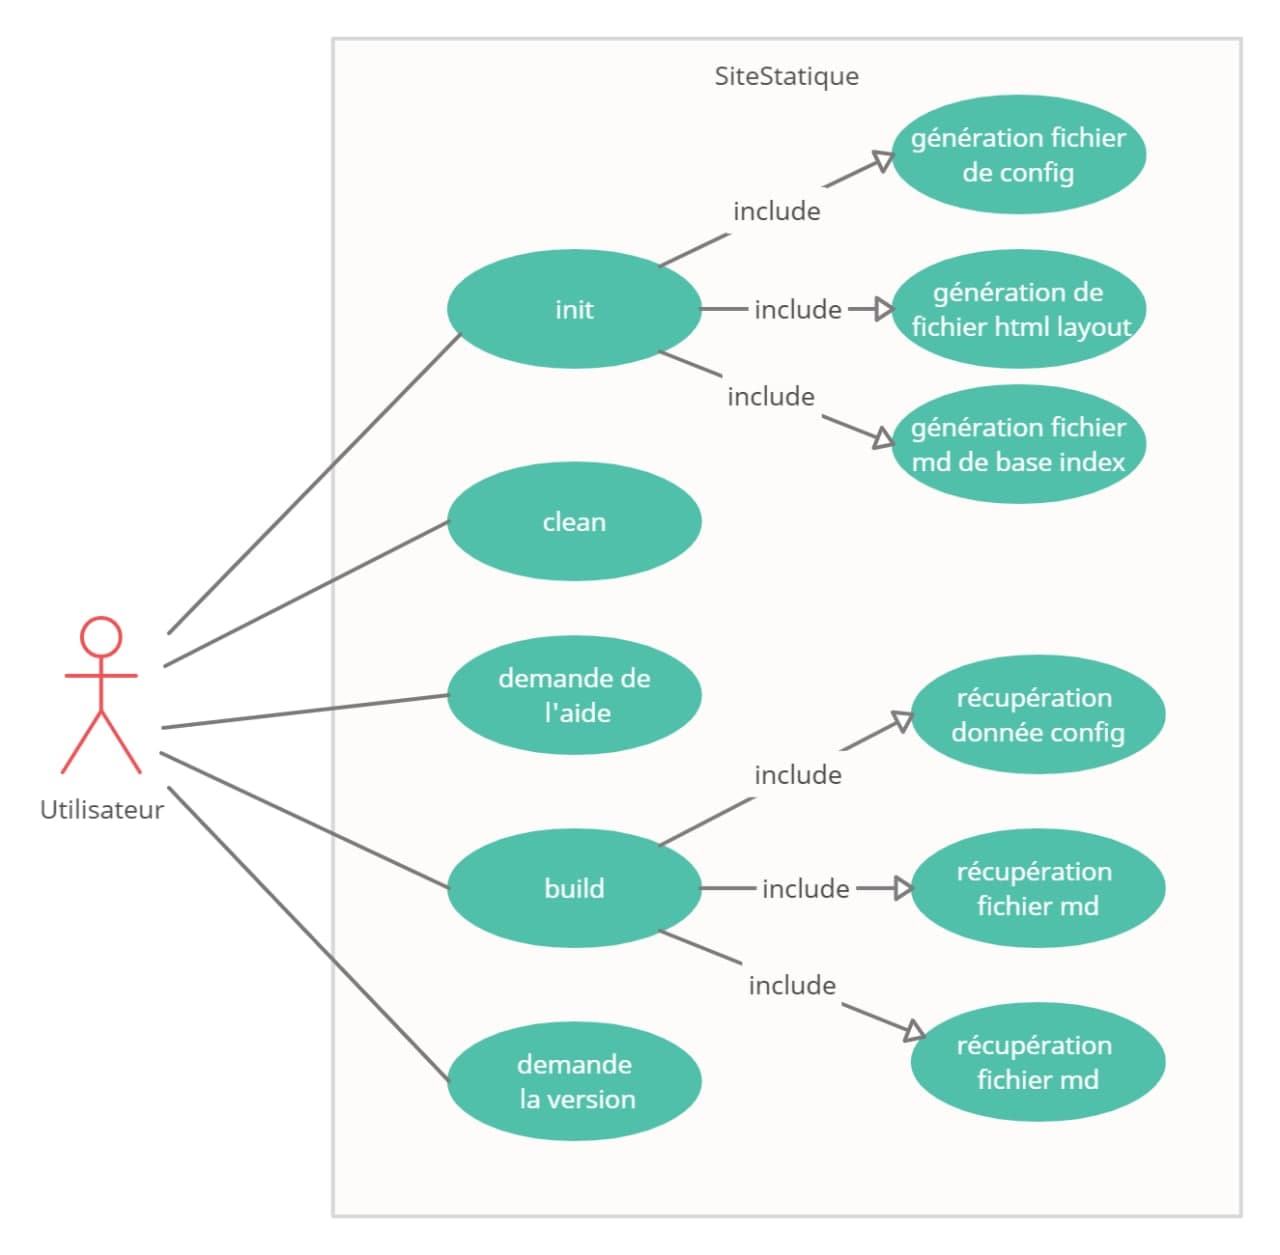 SiteStatique
génération fichier
de config
include
init
include
génération de
fichier html layout
include
génération fichier
md de base index
clean
demande de
l'aide
récupération
donnée config
include
Utilisateur
build
include
récupération
fichier md
include
récupération
fichier md
demande
la version